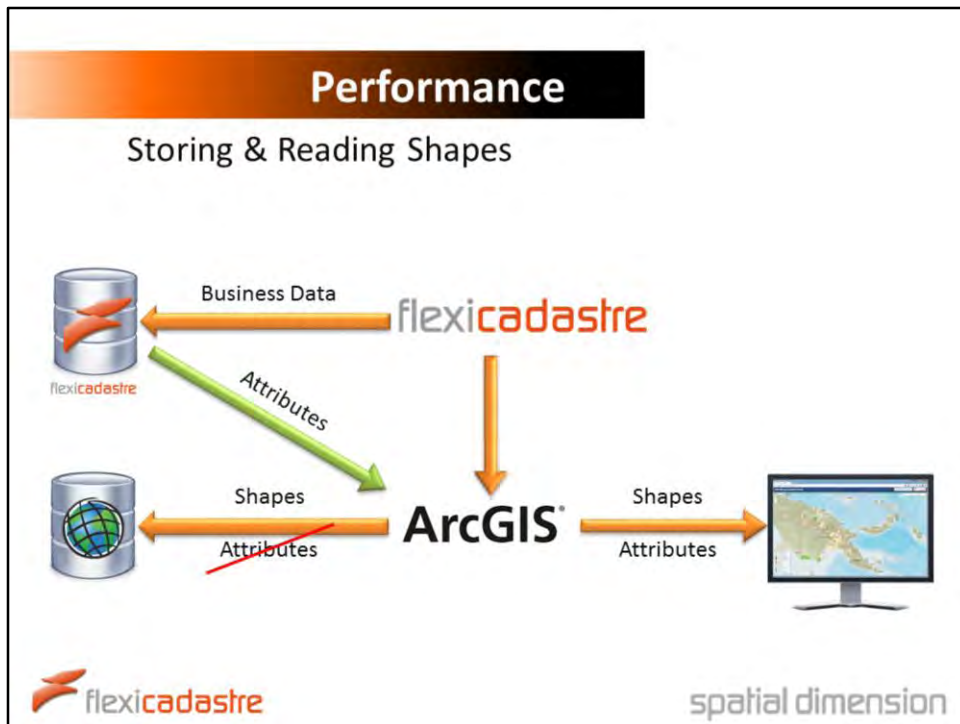 Performance
Storing & Reading Shapes
Business Data
flexicadastre
flexicadastre
Attributes
Shapes
Attributes
ArcGIS®
Shapes
Attributes
flexicadastre
spatial dimension